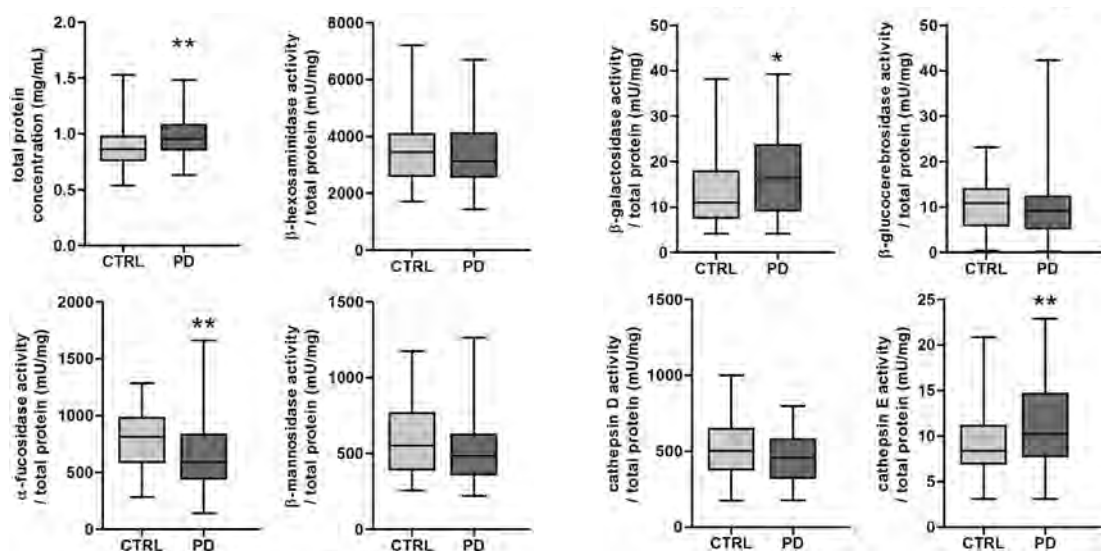 total protein
concentration (mg/mL)
2.0
1.5
1.0
0.5
0.0
**
CTRL
PD
β-hexosaminidase activity
/ total protein (mU/mg)
8000
6000
4000
2000
0
CTRL
PD
β-galactosidase activity
/ total protein (mU/mg)
50
40
30
20
10
0
*
CTRL
PD
β-glucocerebrosidase activity
/ total protein (mU/mg)
50
40
30
20
10
0
CTRL
PD
α-fucosidase activity
/ total protein (mU/mg)
2000
1500
1000
500
0
**
CTRL
PD
β-mannosidase activity
/ total protein (mU/mg)
1500
1000
500
0
CTRL
PD
cathepsin D activity
/ total protein (mU/mg)
1500
1000
500
0
CTRL
PD
cathepsin E activity
/ total protein (mU/mg)
25
20
15
10
5
0
**
CTRL
PD